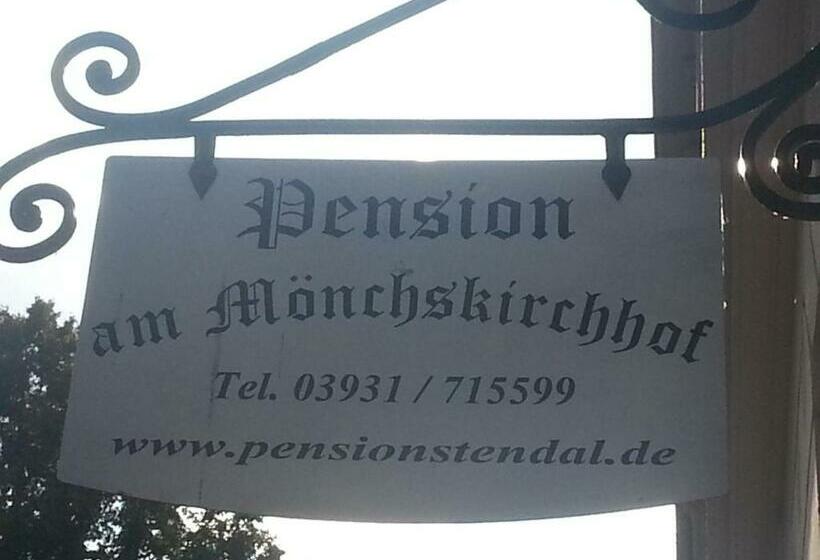 Pension
am Mönchskirchhof
Tel. 03931 / 715599
www.pensionstendal.de